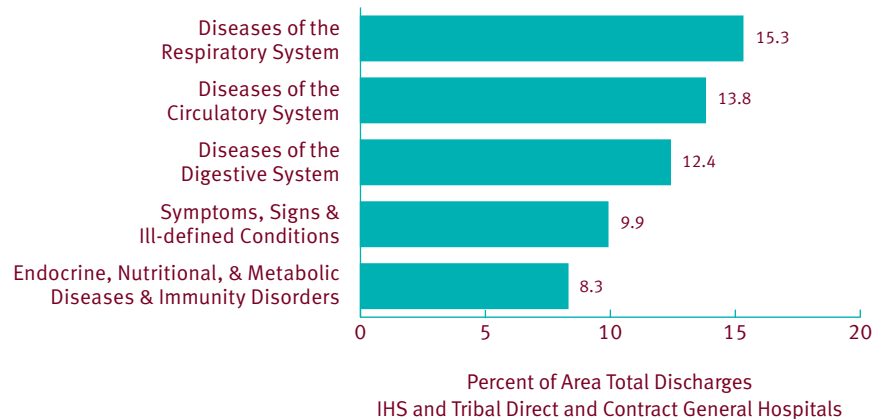 Diseases of the
Respiratory System
15.3
Diseases of the
Circulatory System
13.8
Diseases of the
Digestive System
12.4
Symptoms, Signs &
Ill-defined Conditions
9.9
Endocrine, Nutritional, & Metabolic
Diseases & Immunity Disorders
8.3
0 5 10 15 20
Percent of Area Total Discharges
IHS and Tribal Direct and Contract General Hospitals